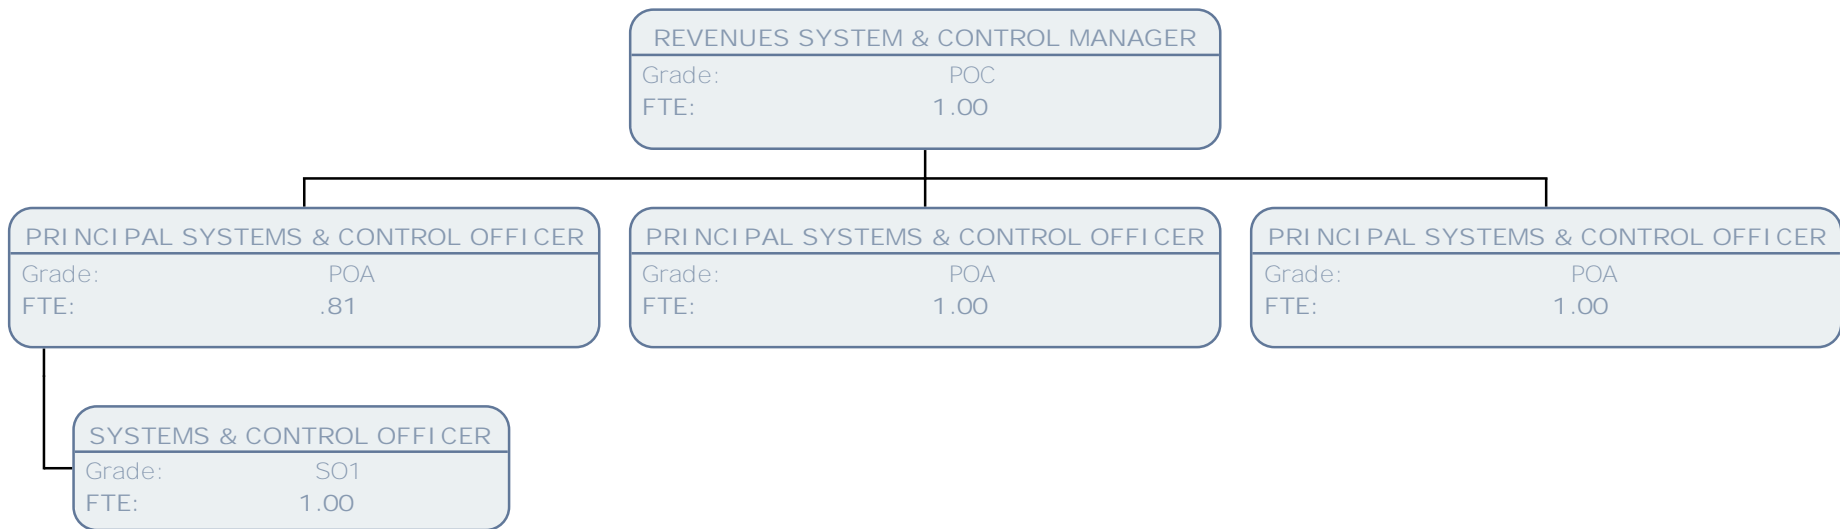 REVENUES SYSTEM & CONTROL MANAGER
Grade: POC
FTE: 1.00
PRINCIPAL SYSTEMS & CONTROL OFFICER
Grade: POA
FTE: .81
PRINCIPAL SYSTEMS & CONTROL OFFICER
Grade: POA
FTE: 1.00
PRINCIPAL SYSTEMS & CONTROL OFFICER
Grade: POA
FTE: 1.00
SYSTEMS & CONTROL OFFICER
Grade: SO1
FTE: 1.00